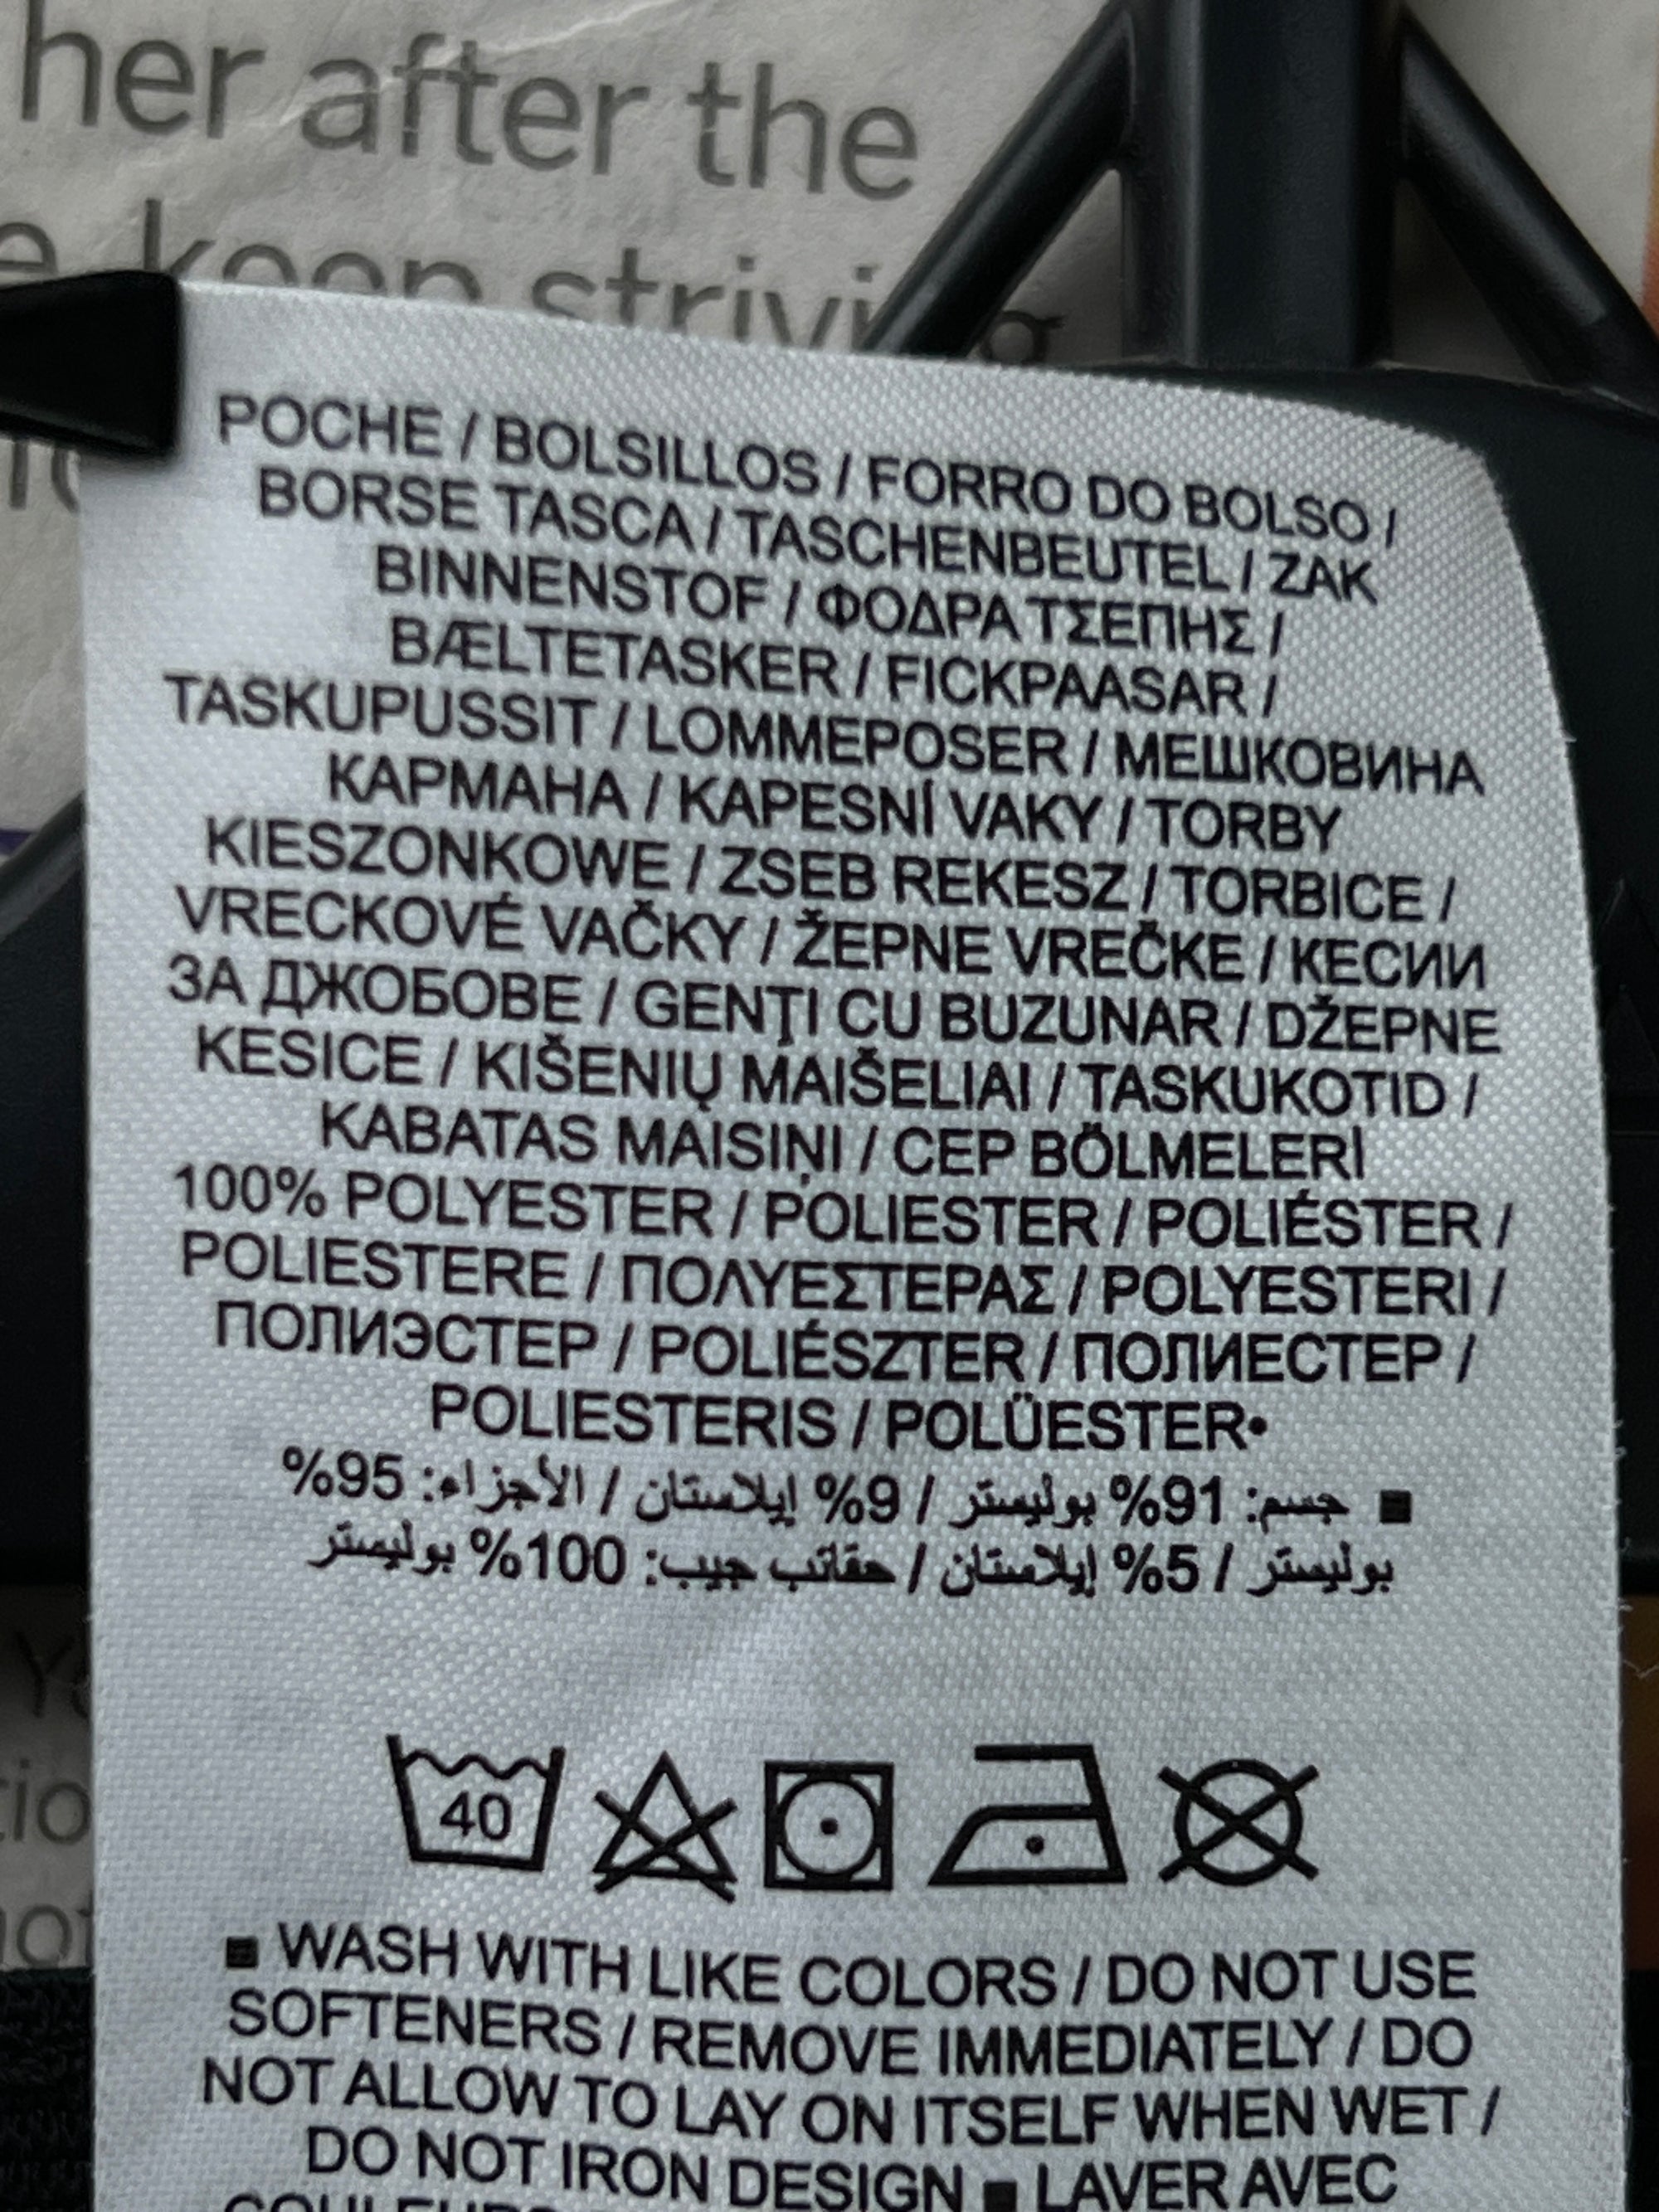 her after the
keep striving
POCHE / BOLSILLOS / FORRO DO BOLSO /
BORSE TASCA / TASCHENBEUTEL / ZAK
BINNENSTOF / ΦΟΔΡΑ ΤΣΕΠΗΣ /
BÆLTETASKER / FICKPAASAR /
TASKUPUSSIT / LOMMEPOSER / МЕШКОВИНА
КАРМАНА / KAPESNÍ VAKY / TORBY
KIESZONKOWE / ZSEB REKESZ / TORBICE /
VRECKOVÉ VAČKY / ŽEPNE VREČKE / КЕСИИ
ЗА ДЖОБОВЕ / GENŢI CU BUZUNAR / DŽEPNE
KESICE / KIŠENIŲ MAIŠELIAI / TASKUKOTID /
KABATAS MAISIŅI / CEP BÖLMELERİ
100% POLYESTER / POLIESTER / POLIÉSTER /
POLIESTERE / ΠΟΛΥΕΣΤΕΡΑΣ / POLYESTERI /
ПОЛИЭСТЕР / POLIÉSZTER / ПОЛИЕСТЕР /
POLIESTERIS / POLÜESTER•
■ جسم: 91% بوليستر / 9% إيلاستان / الأجزاء: 95%
بوليستر / 5% إيلاستان / حقائب جيب: 100% بوليستر
40
■ WASH WITH LIKE COLORS / DO NOT USE
SOFTENERS / REMOVE IMMEDIATELY / DO
NOT ALLOW TO LAY ON ITSELF WHEN WET /
DO NOT IRON DESIGN ■ LAVER AVEC